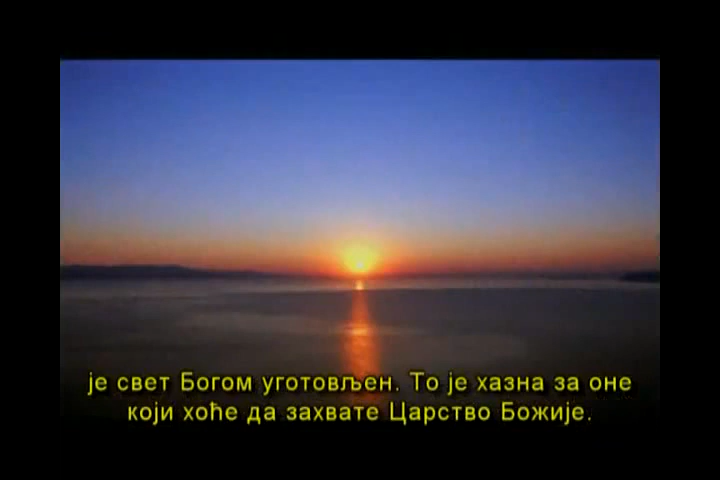 је свет Богом уготовљен. То је хазна за оне
који хоће да захвате Царство Божије.